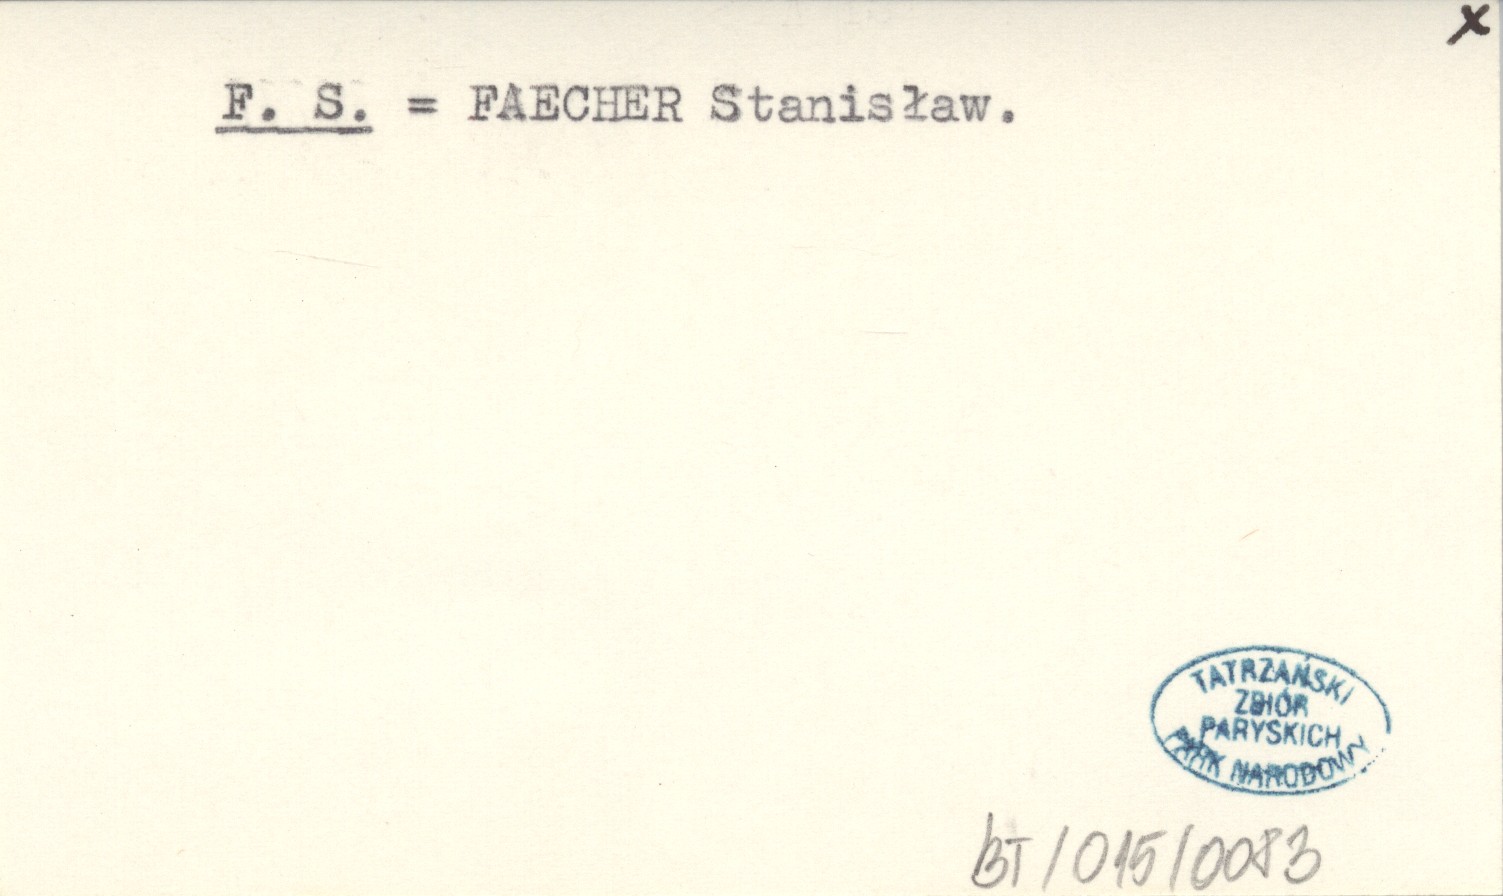 x
F. S. = FAECHER Stanisław.
TATRZAŃSKI
ZBIÓR
PARYSKICH
PARK NARODOWY
BT/015/0083